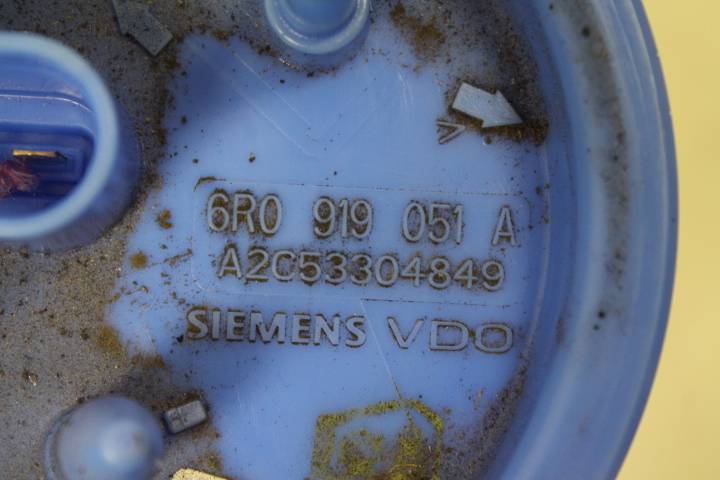 6R0 919 051 A
A2C53304849
SIEMENS VDO